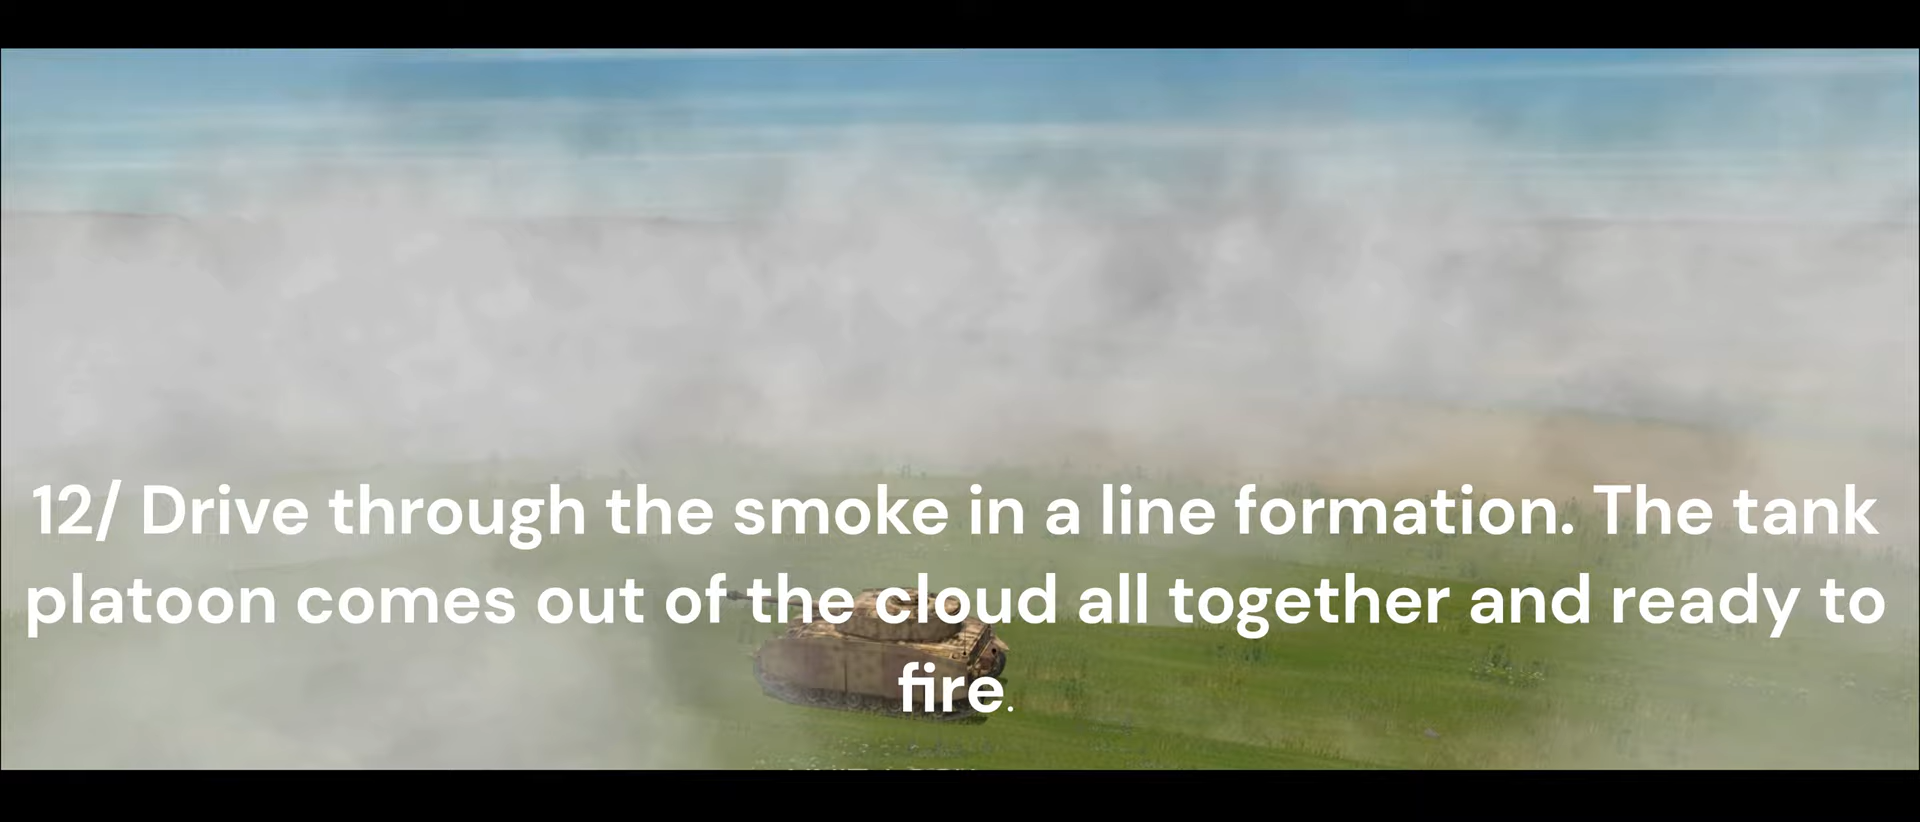 12/ Drive through the smoke in a line formation. The tank
platoon comes out of the cloud all together and ready to
fire.